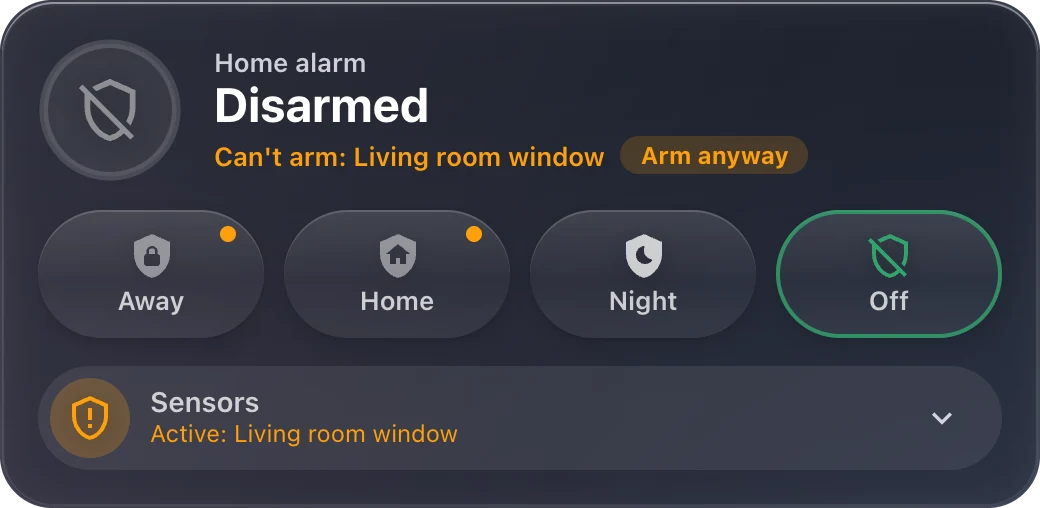 Home alarm
Disarmed
Can't arm: Living room window Arm anyway
Away Home Night Off
Sensors
Active: Living room window